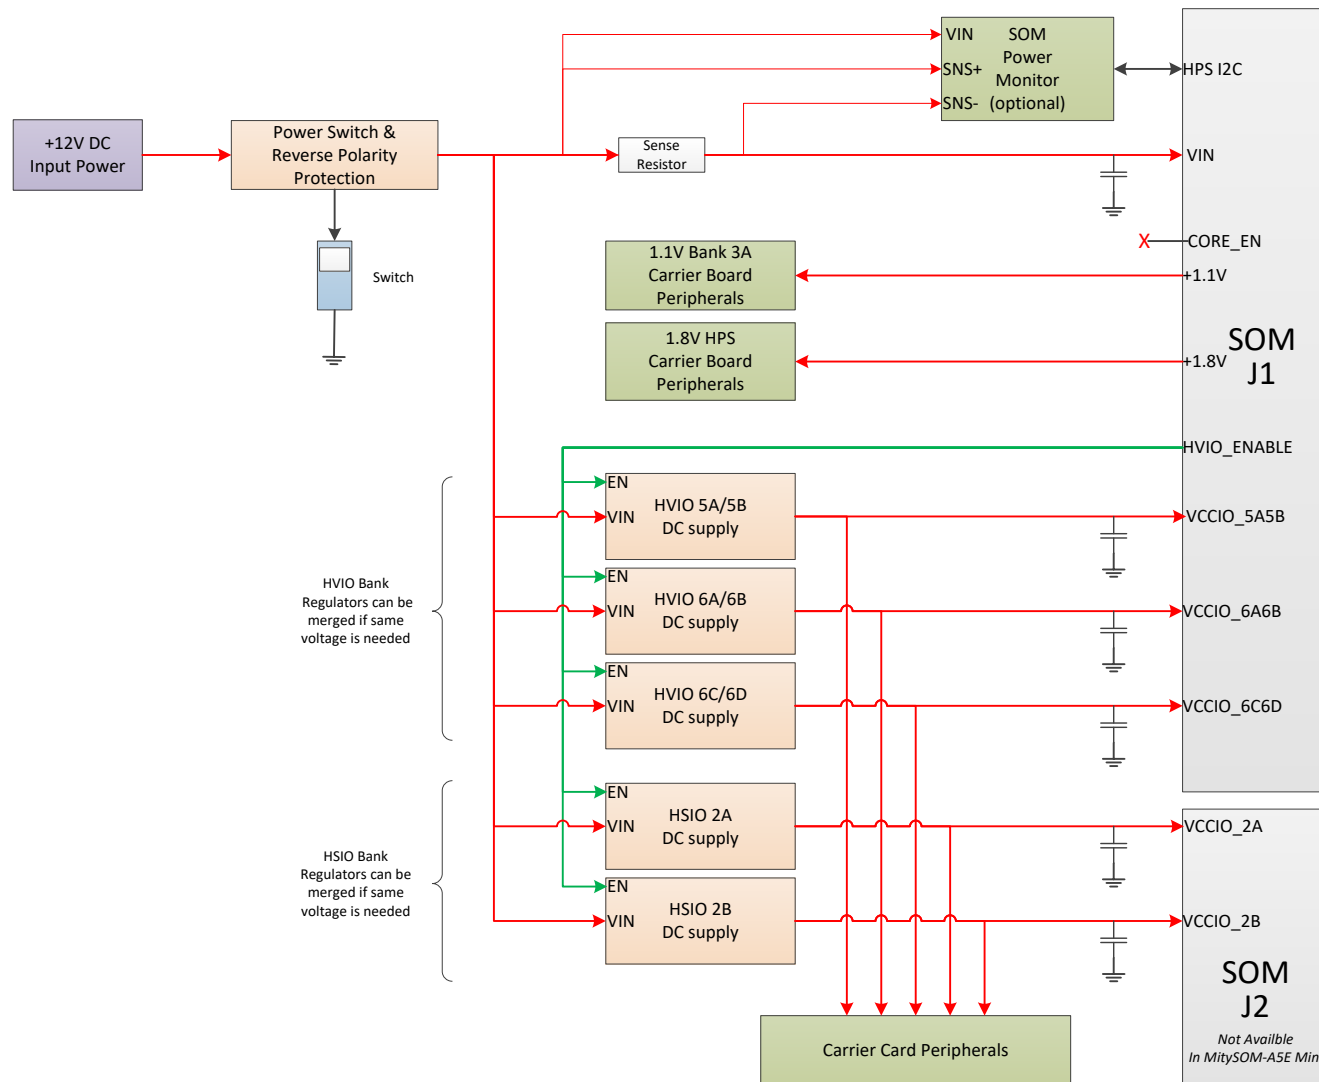 VIN
SNS+
SNS-
SOM
Power
Monitor
(optional)
HPS I2C
+12V DC
Input Power
Power Switch &
Reverse Polarity
Protection
Sense
Resistor
VIN
Switch
CORE_EN
1.1V Bank 3A
Carrier Board
Peripherals
+1.1V
1.8V HPS
Carrier Board
Peripherals
+1.8V
SOM
J1
HVIO_ENABLE
EN
VIN
HVIO 5A/5B
DC supply
VCCIO_5A5B
HVIO Bank
Regulators can be
merged if same
voltage is needed
EN
VIN
HVIO 6A/6B
DC supply
VCCIO_6A6B
EN
VIN
HVIO 6C/6D
DC supply
VCCIO_6C6D
EN
VIN
HSIO 2A
DC supply
VCCIO_2A
HSIO Bank
Regulators can be
merged if same
voltage is needed
EN
VIN
HSIO 2B
DC supply
VCCIO_2B
SOM
J2
Not Availble
In MitySOM-A5E Min
Carrier Card Peripherals